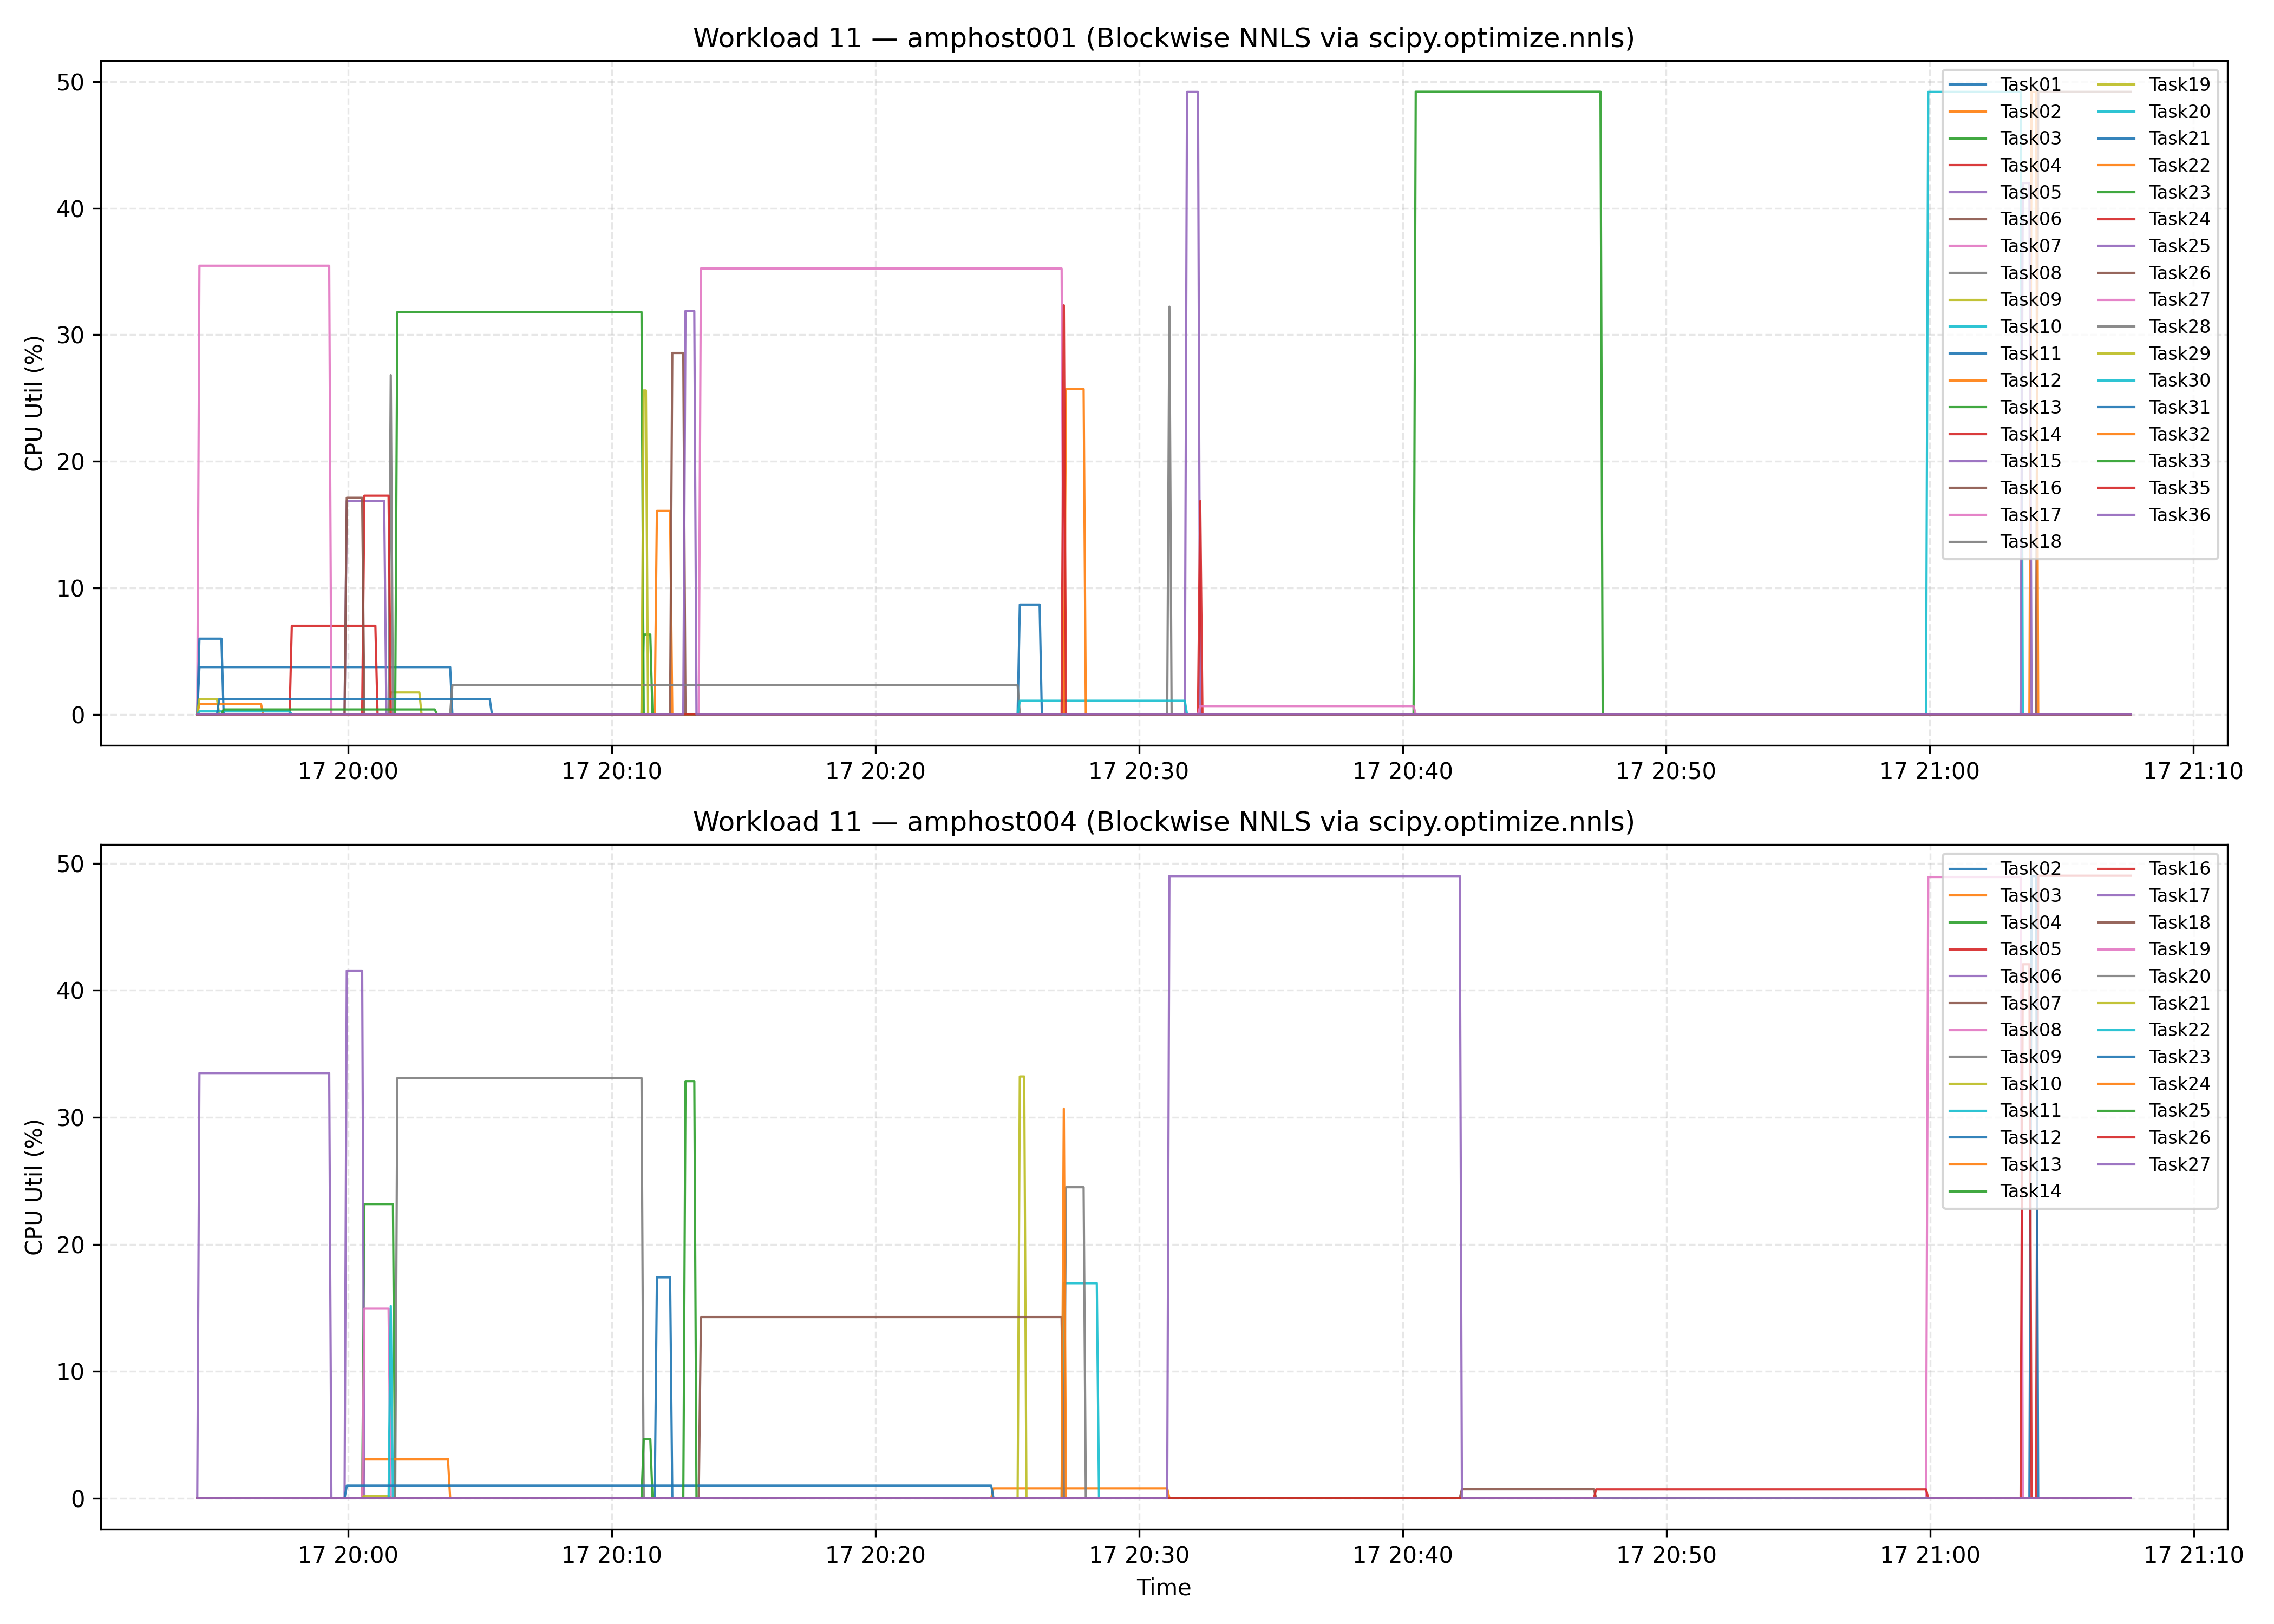 Workload 11 — amphost001 (Blockwise NNLS via scipy.optimize.nnls)
CPU Util (%)
50
40
30
20
10
0
Task01 Task19
Task02 Task20
Task03 Task21
Task04 Task22
Task05 Task23
Task06 Task24
Task07 Task25
Task08 Task26
Task09 Task27
Task10 Task28
Task11 Task29
Task12 Task30
Task13 Task31
Task14 Task32
Task15 Task33
Task16 Task35
Task17 Task36
Task18
17 20:00 17 20:10 17 20:20 17 20:30 17 20:40 17 20:50 17 21:00 17 21:10
Workload 11 — amphost004 (Blockwise NNLS via scipy.optimize.nnls)
CPU Util (%)
50
40
30
20
10
0
Task02 Task16
Task03 Task17
Task04 Task18
Task05 Task19
Task06 Task20
Task07 Task21
Task08 Task22
Task09 Task23
Task10 Task24
Task11 Task25
Task12 Task26
Task13 Task27
Task14
17 20:00 17 20:10 17 20:20 17 20:30 17 20:40 17 20:50 17 21:00 17 21:10
Time